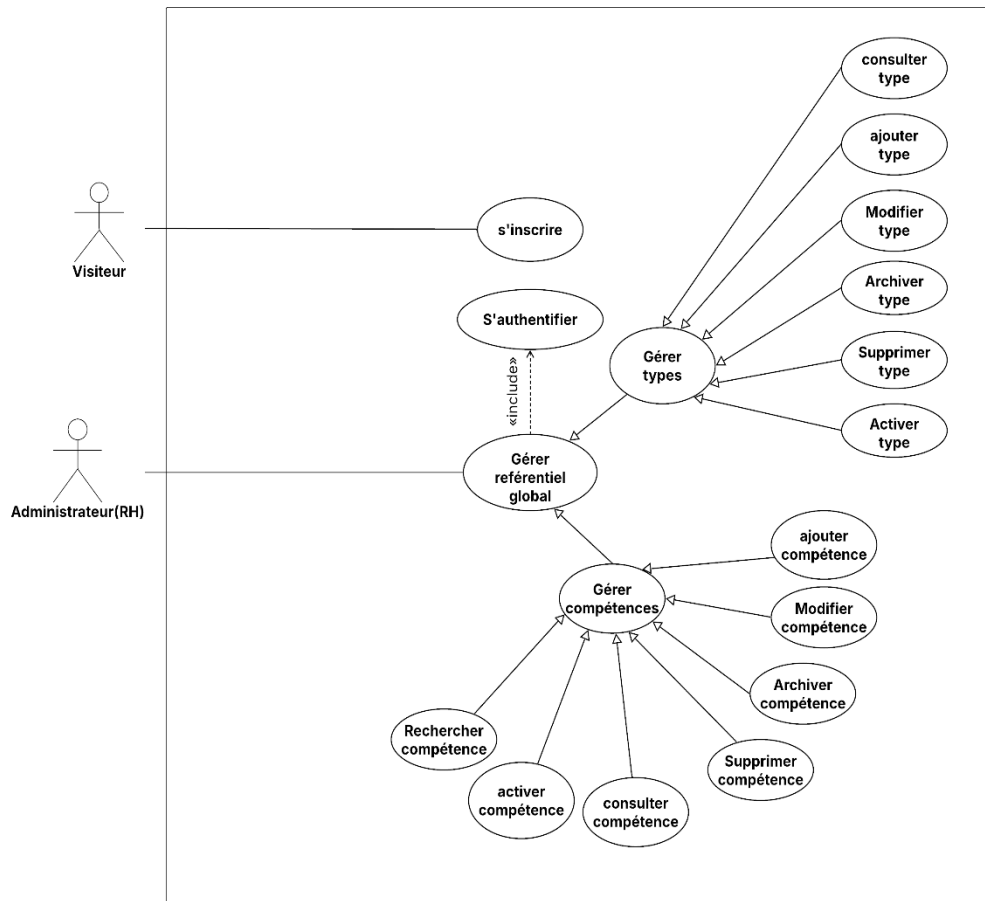 consulter
type
ajouter
type
Modifier
type
Visiteur
s'inscrire
Archiver
type
S'authentifier
«include»
Gérer
types
Supprimer
type
Activer
type
Administrateur(RH)
Gérer
reférentiel
global
ajouter
compétence
Gérer
compétences
Modifier
compétence
Archiver
compétence
Rechercher
compétence
Supprimer
compétence
activer
compétence
consulter
compétence